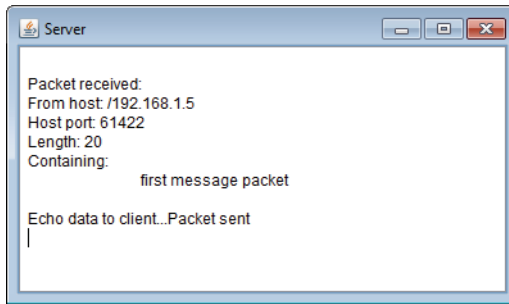 Server
Packet received:
From host: /192.168.1.5
Host port: 61422
Length: 20
Containing:
first message packet
Echo data to client...Packet sent